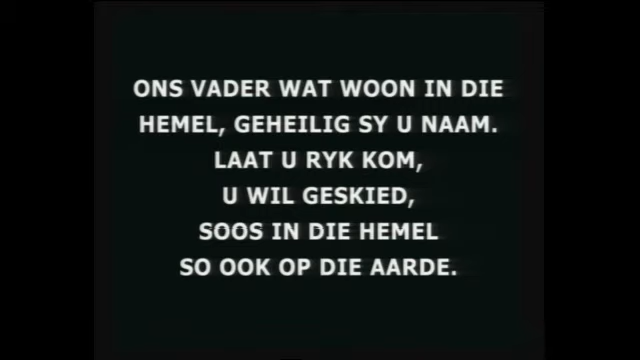 ONS VADER WAT WOON IN DIE
HEMEL, GEHEILIG SY U NAAM.
LAAT U RYK KOM,
U WIL GESKIED,
SOOS IN DIE HEMEL
SO OOK OP DIE AARDE.